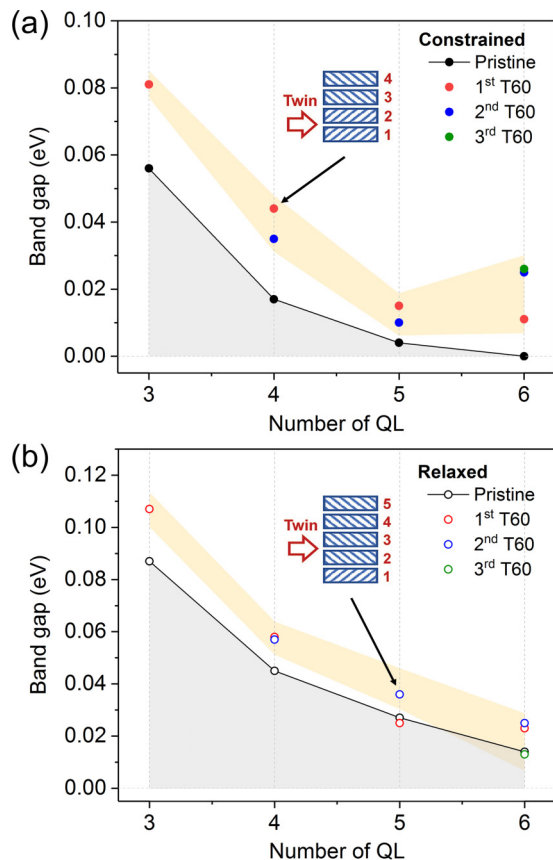 (a)
0.10
0.08
0.06
0.04
0.02
0.00
Band gap (eV)
Constrained
Pristine
1st T60
2nd T60
3rd T60
Twin
4
3
2
1
3 4 5 6
Number of QL
(b)
0.12
0.10
0.08
0.06
0.04
0.02
0.00
Band gap (eV)
Relaxed
Pristine
1st T60
2nd T60
3rd T60
Twin
5
4
3
2
1
3 4 5 6
Number of QL